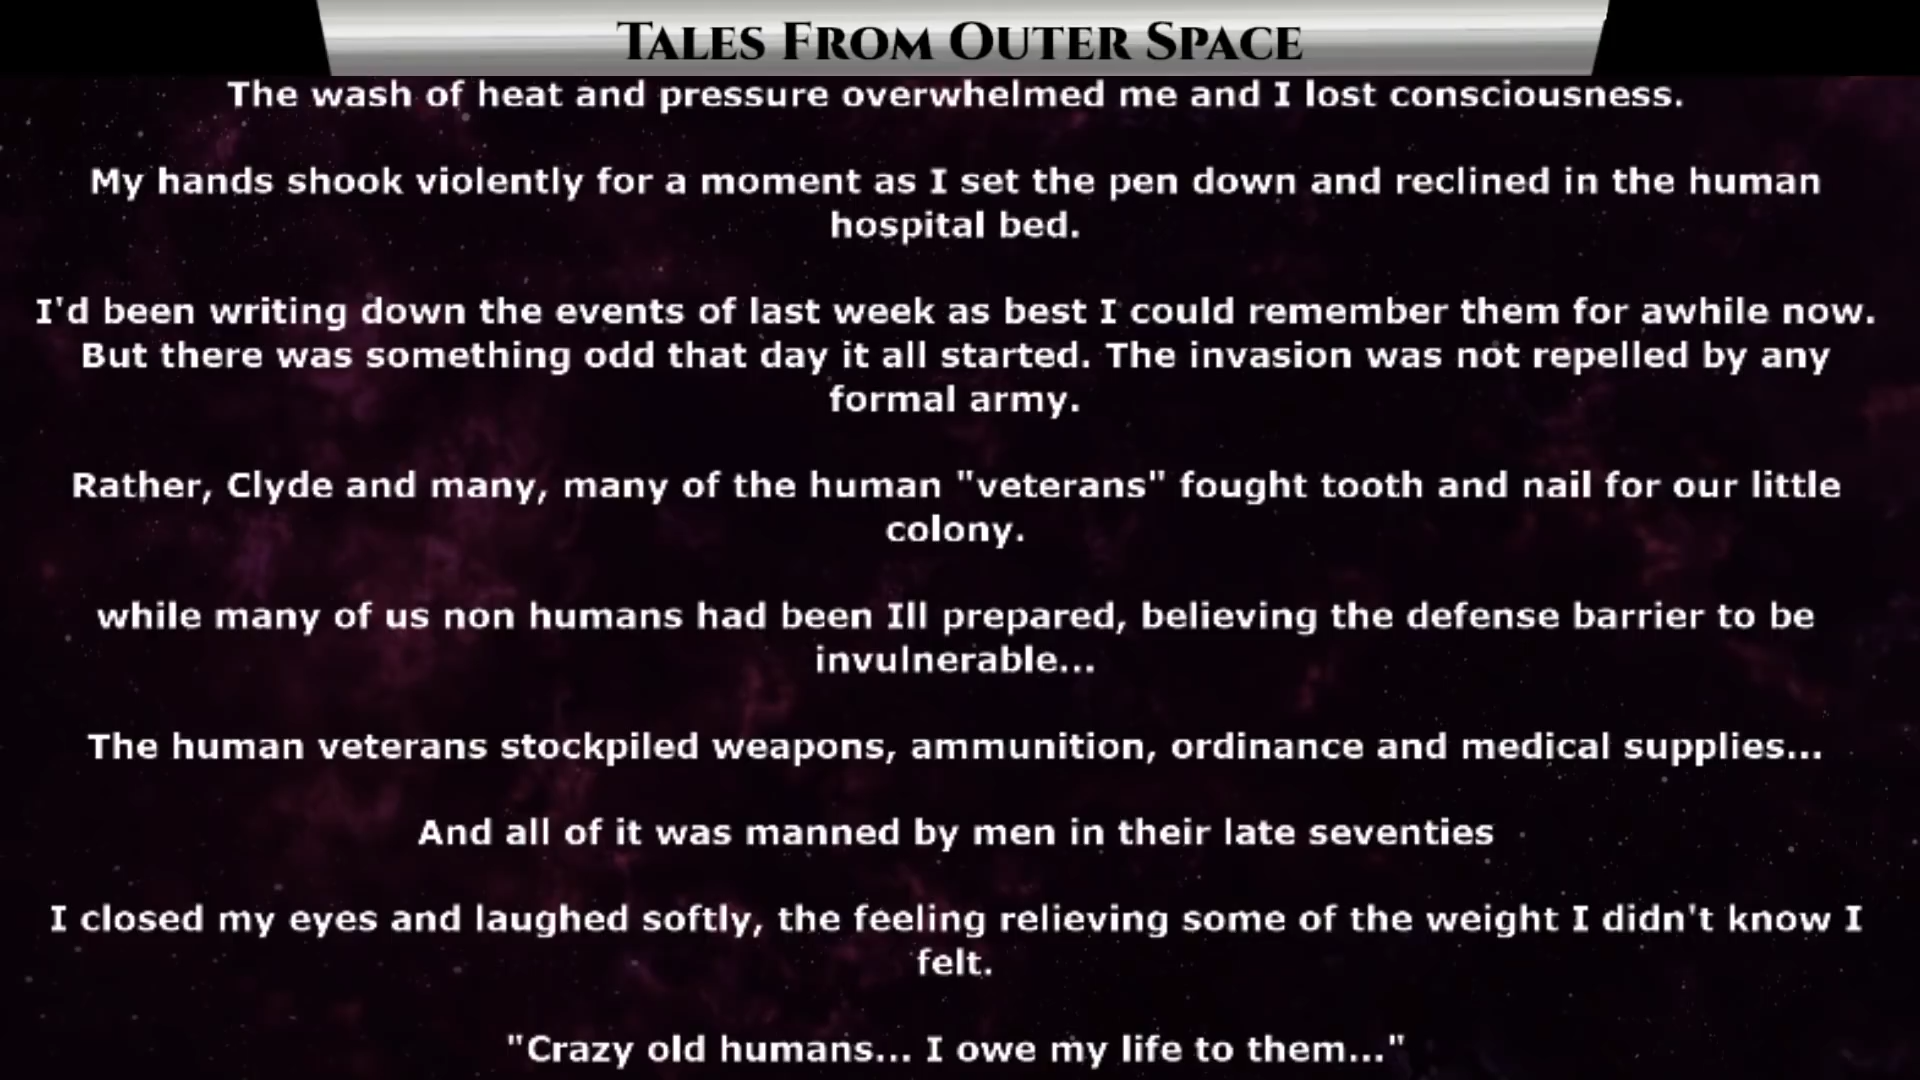 Tales From Outer Space
The wash of heat and pressure overwhelmed me and I lost consciousness.
My hands shook violently for a moment as I set the pen down and reclined in the human
hospital bed.
I'd been writing down the events of last week as best I could remember them for awhile now.
But there was something odd that day it all started. The invasion was not repelled by any
formal army.
Rather, Clyde and many, many of the human "veterans" fought tooth and nail for our little
colony.
while many of us non humans had been Ill prepared, believing the defense barrier to be
invulnerable...
The human veterans stockpiled weapons, ammunition, ordinance and medical supplies...
And all of it was manned by men in their late seventies
I closed my eyes and laughed softly, the feeling relieving some of the weight I didn't know I
felt.
"Crazy old humans... I owe my life to them..."